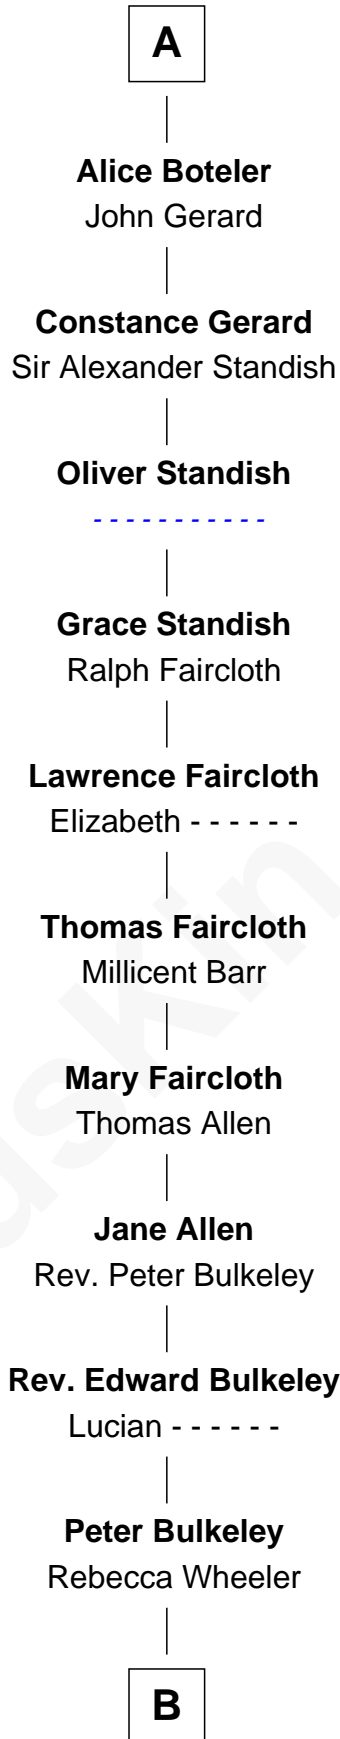 A
Alice Boteler
John Gerard
Constance Gerard
Sir Alexander Standish
Oliver Standish
- - - - - - - - - - -
Grace Standish
Ralph Faircloth
Lawrence Faircloth
Elizabeth - - - - - -
Thomas Faircloth
Millicent Barr
Mary Faircloth
Thomas Allen
Jane Allen
Rev. Peter Bulkeley
Rev. Edward Bulkeley
Lucian - - - - - -
Peter Bulkeley
Rebecca Wheeler
B